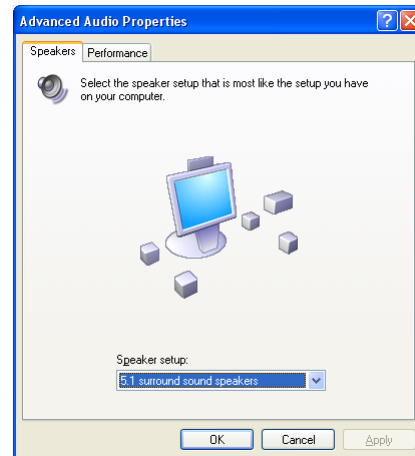 Advanced Audio Properties
Speakers Performance
Select the speaker setup that is most like the setup you have
on your computer.
Speaker setup:
5.1 surround sound speakers
OK Cancel Apply